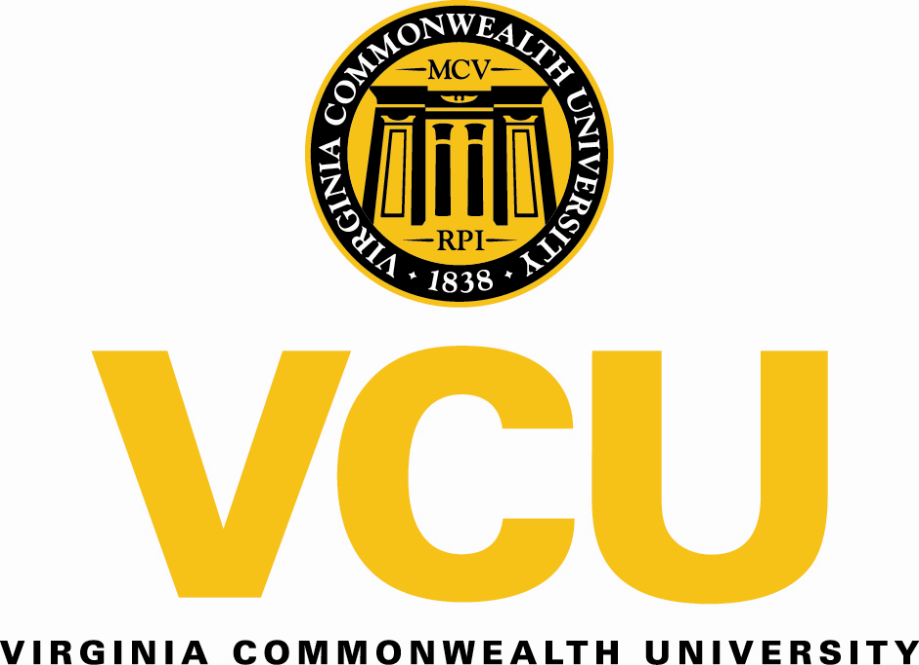 VIRGINIA COMMONWEALTH UNIVERSITY
MCV
RPI
· 1838 ·
VCU
VIRGINIA COMMONWEALTH UNIVERSITY